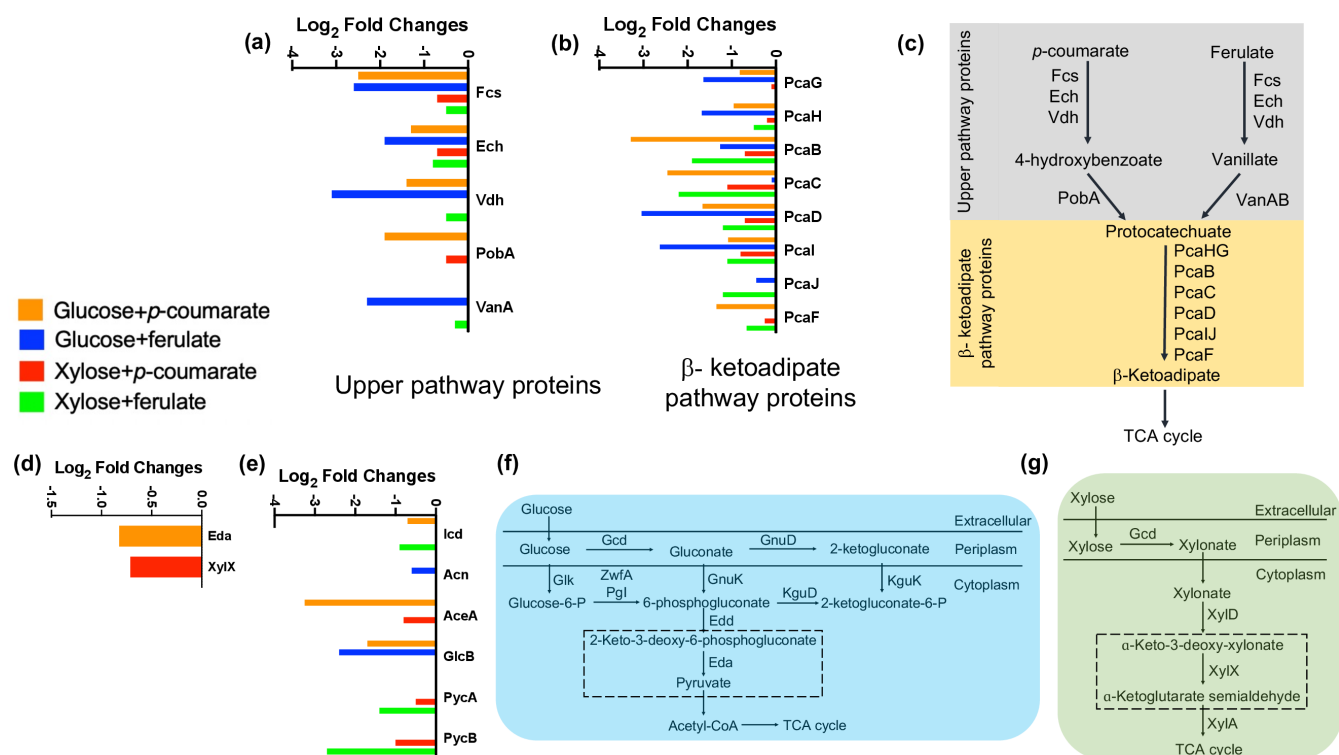 (a)
Log2 Fold Changes
-4 -3 -2 -1 0
Fcs
Ech
Vdh
PobA
VanA
Upper pathway proteins
(b)
Log2 Fold Changes
-4 -3 -2 -1 0
PcaG
PcaH
PcaB
PcaC
PcaD
PcaI
PcaJ
PcaF
β- ketoadipate
pathway proteins
Glucose+p-coumarate
Glucose+ferulate
Xylose+p-coumarate
Xylose+ferulate
(c)
Upper pathway proteins
p-coumarate
Fcs
Ech
Vdh
4-hydroxybenzoate
PobA
Ferulate
Fcs
Ech
Vdh
Vanillate
VanAB
β- ketoadipate
pathway proteins
Protocatechuate
PcaHG
PcaB
PcaC
PcaD
PcaIJ
PcaF
β-Ketoadipate
TCA cycle
(d)
Log2 Fold Changes
-1.5 -1.0 -0.5 0.0
Eda
XylX
(e)
Log2 Fold Changes
-4 -3 -2 -1 0
Icd
Acn
AceA
GlcB
PycA
PycB
(f)
Glucose
Extracellular
Glucose Gcd Gluconate GnuD 2-ketogluconate Periplasm
Glk ZwfA GnuK KguK Cytoplasm
Glucose-6-P PgI 6-phosphogluconate KguD 2-ketogluconate-6-P
Edd
2-Keto-3-deoxy-6-phosphogluconate
Eda
Pyruvate
Acetyl-CoA TCA cycle
(g)
Xylose
Extracellular
Xylose Gcd Xylonate Periplasm
Cytoplasm
Xylonate
XylD
α-Keto-3-deoxy-xylonate
XylX
α-Ketoglutarate semialdehyde
XylA
TCA cycle